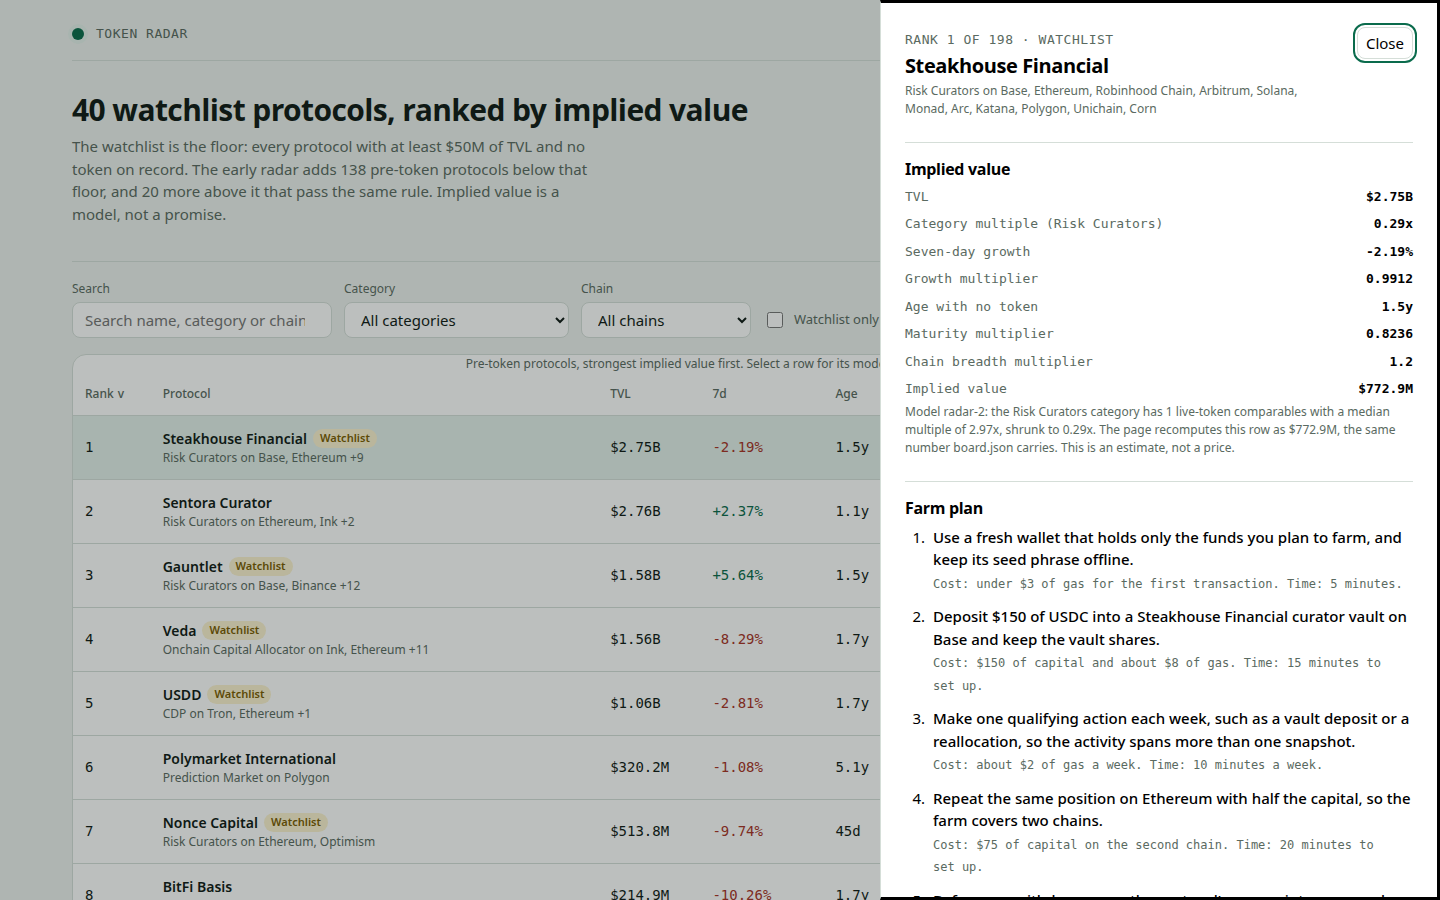 TOKEN RADAR
40 watchlist protocols, ranked by implied value
The watchlist is the floor: every protocol with at least $50M of TVL and no
token on record. The early radar adds 138 pre-token protocols below that
floor, and 20 more above it that pass the same rule. Implied value is a
model, not a promise.
Search
Category
Chain
Search name, category or chain
All categories
All chains
Watchlist only
Pre-token protocols, strongest implied value first. Select a row for its
Rank v
Protocol
TVL
7d
Age
1
Steakhouse Financial
Watchlist
Risk Curators on Base, Ethereum +9
$2.75B
-2.19%
1.5y
2
Sentora Curator
Risk Curators on Ethereum, Ink +2
$2.76B
+2.37%
1.1y
3
Gauntlet
Watchlist
Risk Curators on Base, Binance +12
$1.58B
+5.64%
1.5y
4
Veda
Watchlist
Onchain Capital Allocator on Ink, Ethereum +11
$1.56B
-8.29%
1.7y
5
USDD
Watchlist
CDP on Tron, Ethereum +1
$1.06B
-2.81%
1.7y
6
Polymarket International
Prediction Market on Polygon
$320.2M
-1.08%
5.1y
7
Nonce Capital
Watchlist
Risk Curators on Ethereum, Optimism
$513.8M
-9.74%
45d
8
BitFi Basis
$214.9M
-10.26%
1.7y
RANK 1 OF 198 · WATCHLIST
Close
Steakhouse Financial
Risk Curators on Base, Ethereum, Robinhood Chain, Arbitrum, Solana,
Monad, Arc, Katana, Polygon, Unichain, Corn
Implied value
TVL $2.75B
Category multiple (Risk Curators) 0.29x
Seven-day growth -2.19%
Growth multiplier 0.9912
Age with no token 1.5y
Maturity multiplier 0.8236
Chain breadth multiplier 1.2
Implied value $772.9M
Model radar-2: the Risk Curators category has 1 live-token comparables with a median
multiple of 2.97x, shrunk to 0.29x. The page recomputes this row as $772.9M, the same
number board.json carries. This is an estimate, not a price.
Farm plan
1. Use a fresh wallet that holds only the funds you plan to farm, and
keep its seed phrase offline.
Cost: under $3 of gas for the first transaction. Time: 5 minutes.
2. Deposit $150 of USDC into a Steakhouse Financial curator vault on
Base and keep the vault shares.
Cost: $150 of capital and about $8 of gas. Time: 15 minutes to
set up.
3. Make one qualifying action each week, such as a vault deposit or a
reallocation, so the activity spans more than one snapshot.
Cost: about $2 of gas a week. Time: 10 minutes a week.
4. Repeat the same position on Ethereum with half the capital, so the
farm covers two chains.
Cost: $75 of capital on the second chain. Time: 20 minutes to
set up.